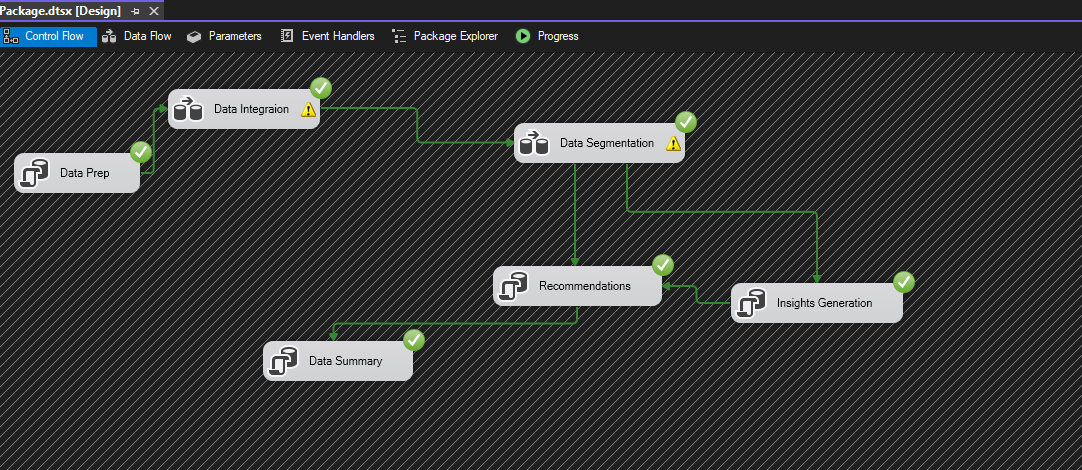 Package.dtsx [Design]
Control Flow Data Flow Parameters Event Handlers Package Explorer Progress
Data Integraion
Data Segmentation
Data Prep
Recommendations
Insights Generation
Data Summary